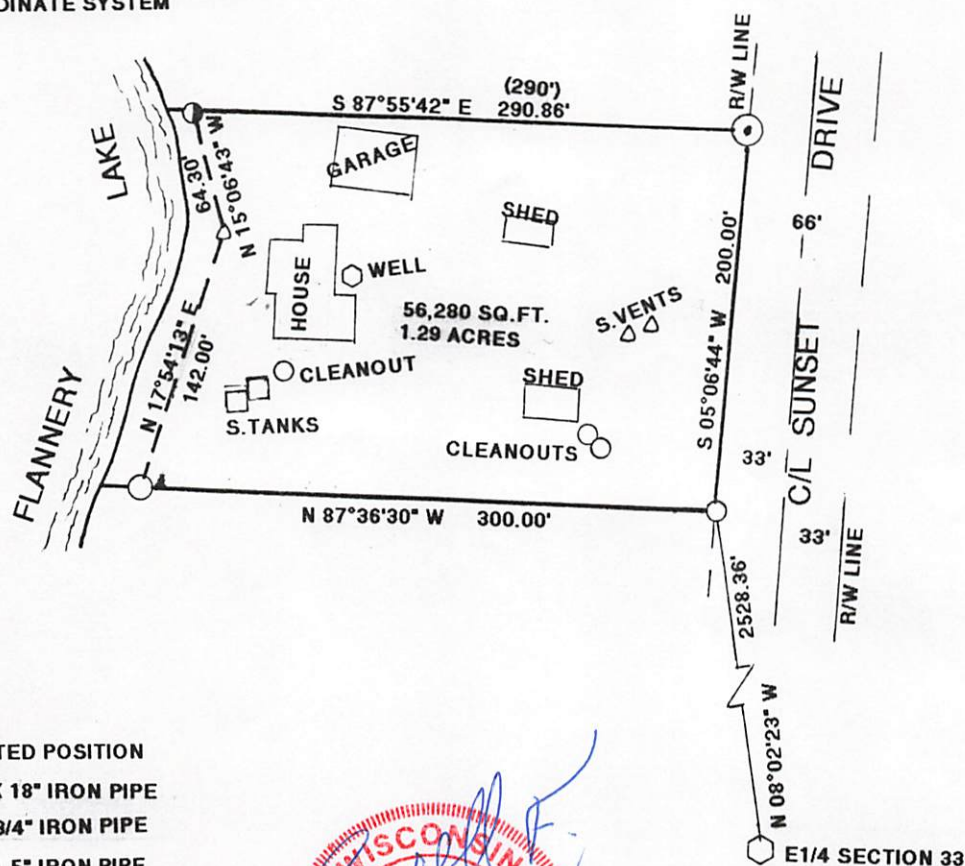 DINATE SYSTEM
R/W LINE
(290')
S 87°55'42" E 290.86'
DRIVE
LAKE
64.30'
N 15°06'43" W
GARAGE
SHED
66'
200.00'
HOUSE
WELL
56,280 SQ.FT.
1.29 ACRES
S.VENTS
N 17°54'13" E
142.00'
CLEANOUT
SHED
S 05°06'44" W
C/L SUNSET
S.TANKS
CLEANOUTS
33'
FLANNERY
N 87°36'30" W 300.00'
33'
R/W LINE
2528.36'
TED POSITION
18" IRON PIPE
3/4" IRON PIPE
N 08°02'23" W
WISCONSIN
E1/4 SECTION 33
5" IRON PIPE